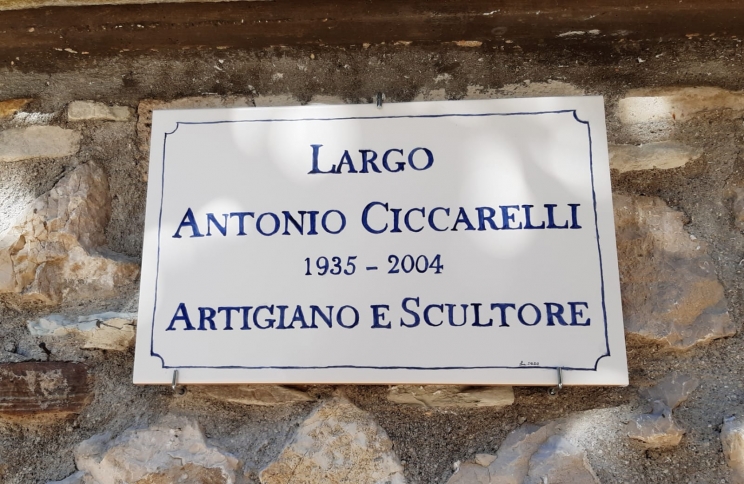 LARGO
ANTONIO CICCARELLI
1935 - 2004
ARTIGIANO E SCULTORE